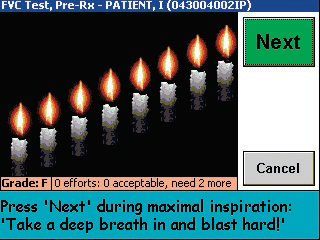 FVC Test, Pre-Rx - PATIENT, I (043004002IP)
Next
Grade: F 0 efforts: 0 acceptable, need 2 more
Cancel
Press 'Next' during maximal inspiration:
'Take a deep breath in and blast hard!'